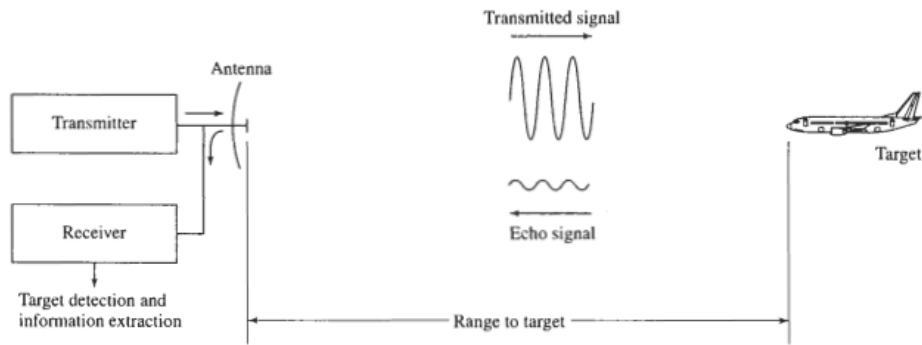 Transmitted signal
Antenna
Transmitter
Target
Receiver
Echo signal
Target detection and
information extraction
Range to target